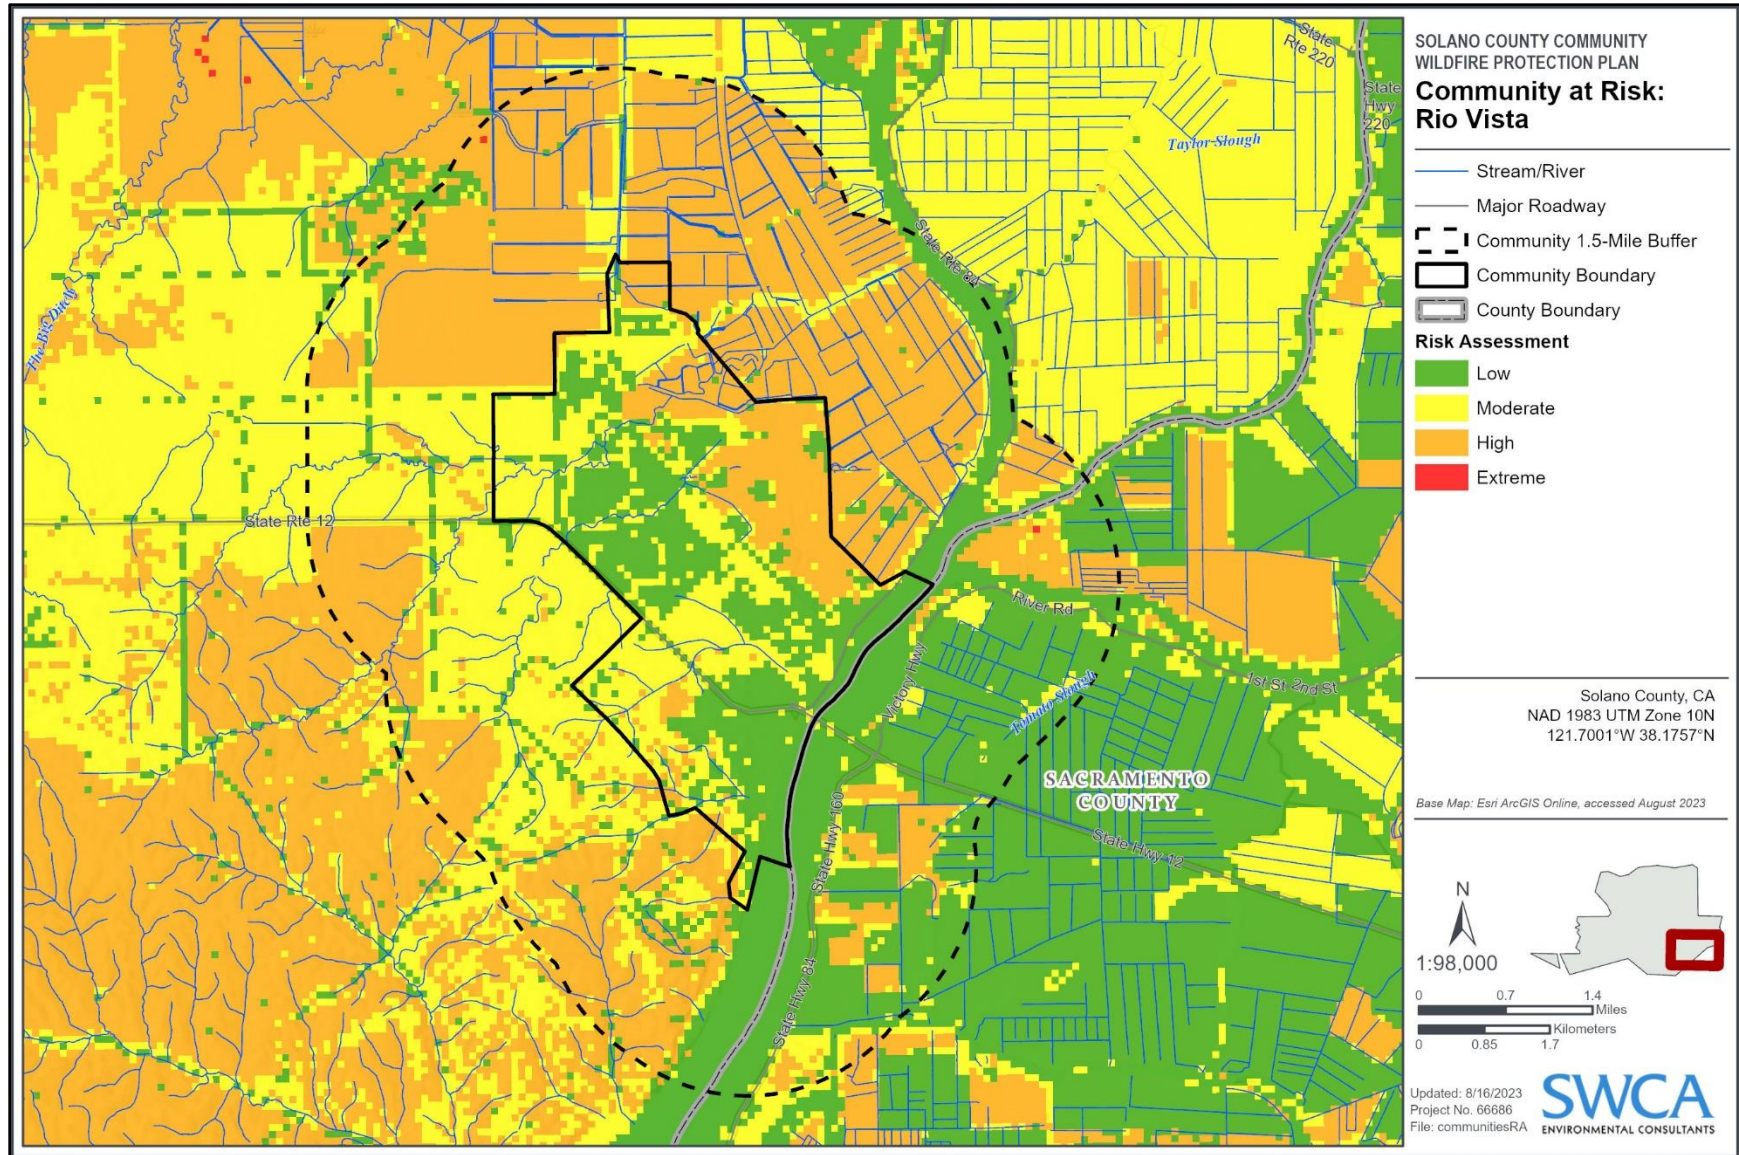 State
Rte 220
State
Hwy
220
Taylor Slough
State Rte 84
The Big Ditch
State Rte 12
River Rd
1st St 2nd St
Victory Hwy
Tomato Slough
SACRAMENTO
COUNTY
State Hwy 160
State Hwy 12
State Hwy 84
SOLANO COUNTY COMMUNITY
WILDFIRE PROTECTION PLAN
Community at Risk:
Rio Vista
Stream/River
Major Roadway
Community 1.5-Mile Buffer
Community Boundary
County Boundary
Risk Assessment
Low
Moderate
High
Extreme
Solano County, CA
NAD 1983 UTM Zone 10N
121.7001°W 38.1757°N
Base Map: Esri ArcGIS Online, accessed August 2023
N
1:98,000
0 0.7 1.4
Miles
Kilometers
0 0.85 1.7
Updated: 8/16/2023
Project No. 66686
File: communitiesRA
SWCA
ENVIRONMENTAL CONSULTANTS